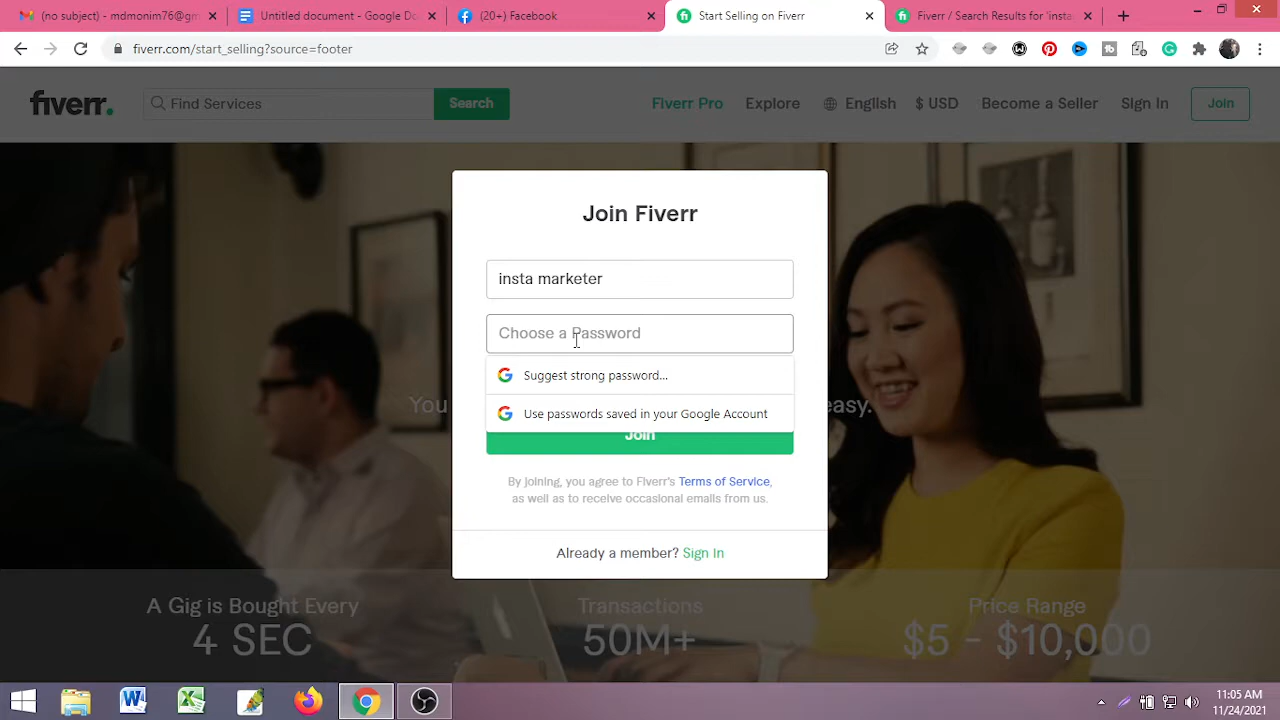 (no subject) - mdmonim76@gm
Untitled document - Google Do
(20+) Facebook
Start Selling on Fiverr
Fiverr / Search Results for 'insta
fiverr.com/start_selling?source=footer
fiverr.
Find Services
Search
Fiverr Pro
Explore
English
$ USD
Become a Seller
Sign In
Join
Join Fiverr
insta marketer
Choose a Password
Suggest strong password...
Use passwords saved in your Google Account
You
easy.
Join
By joining, you agree to Fiverr's Terms of Service,
as well as to receive occasional emails from us.
Already a member? Sign In
A Gig is Bought Every
4 SEC
Transactions
50M+
Price Range
$5 - $10,000
11:05 AM
11/24/2021